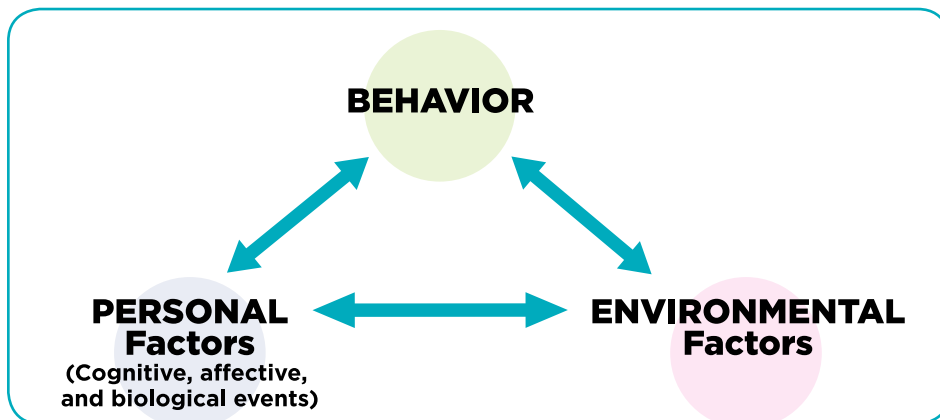 BEHAVIOR
PERSONAL
Factors
(Cognitive, affective,
and biological events)
ENVIRONMENTAL
Factors